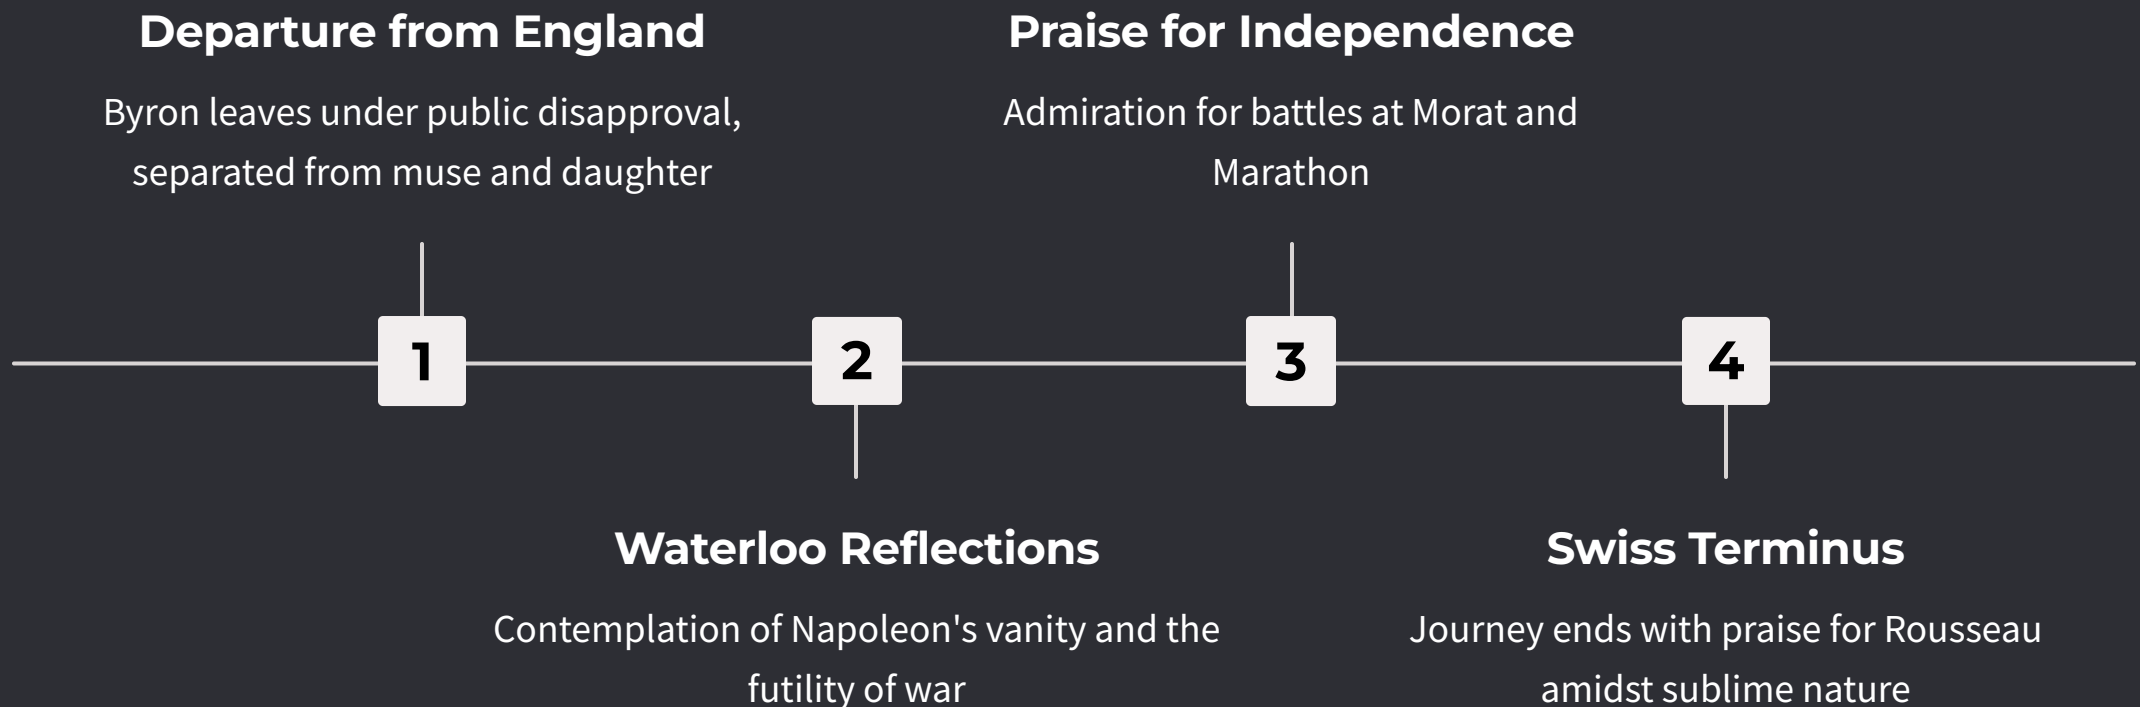 Departure from England
Byron leaves under public disapproval,
separated from muse and daughter
Praise for Independence
Admiration for battles at Morat and
Marathon
1
2
3
4
Waterloo Reflections
Contemplation of Napoleon's vanity and the
futility of war
Swiss Terminus
Journey ends with praise for Rousseau
amidst sublime nature